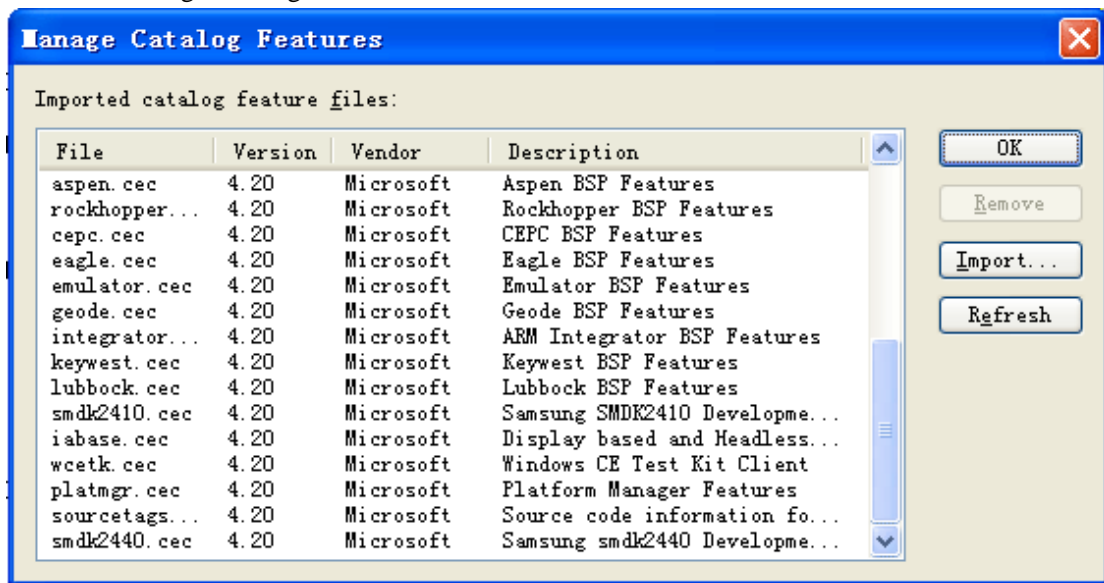 Manage Catalog Features
Imported catalog feature files:
File Version Vendor Description
aspen.cec 4.20 Microsoft Aspen BSP Features
rockhopper... 4.20 Microsoft Rockhopper BSP Features
cepc.cec 4.20 Microsoft CEPC BSP Features
eagle.cec 4.20 Microsoft Eagle BSP Features
emulator.cec 4.20 Microsoft Emulator BSP Features
geode.cec 4.20 Microsoft Geode BSP Features
integrator... 4.20 Microsoft ARM Integrator BSP Features
keywest.cec 4.20 Microsoft Keywest BSP Features
lubbock.cec 4.20 Microsoft Lubbock BSP Features
smdk2410.cec 4.20 Microsoft Samsung SMDK2410 Developme...
iabase.cec 4.20 Microsoft Display based and Headless...
wcetk.cec 4.20 Microsoft Windows CE Test Kit Client
platmgr.cec 4.20 Microsoft Platform Manager Features
sourcetags... 4.20 Microsoft Source code information fo...
smdk2440.cec 4.20 Microsoft Samsung smdk2440 Developme...
OK
Remove
Import...
Refresh